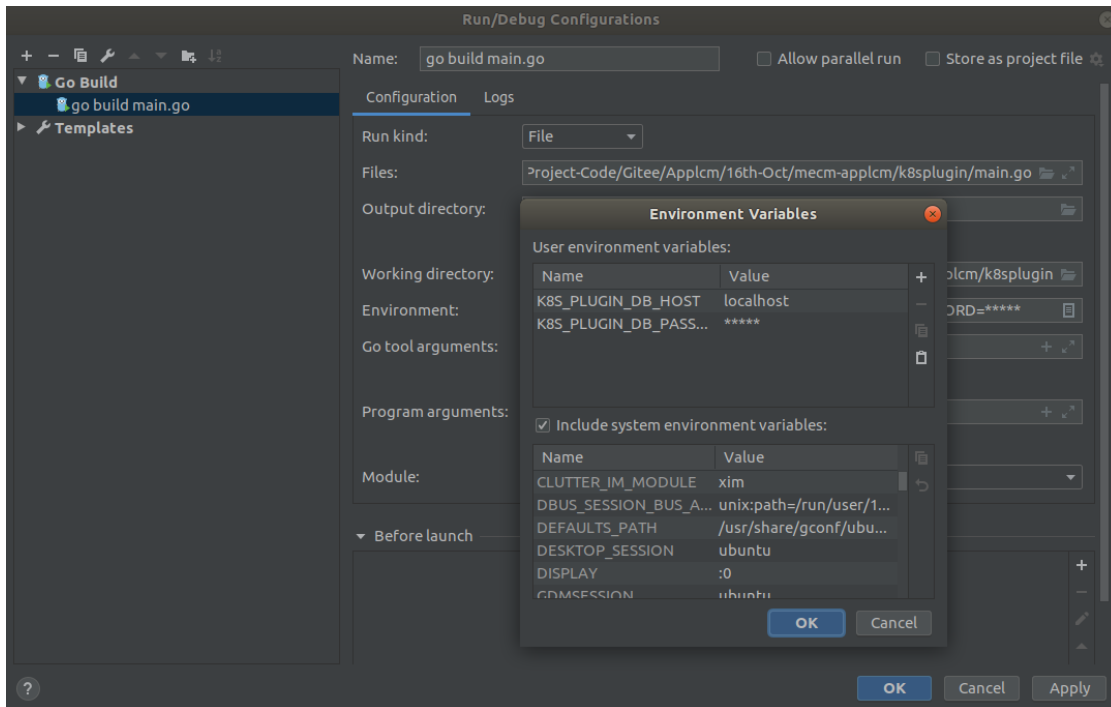 Run/Debug Configurations
Go Build
go build main.go
Templates
Name: go build main.go Allow parallel run Store as project file
Configuration Logs
Run kind: File
Files: Project-Code/Gitee/Applcm/16th-Oct/mecm-applcm/k8splugin/main.go
Output directory:
Working directory: plcm/k8splugin
Environment: ORD=*****
Go tool arguments:
Program arguments:
Module:
Before launch
Environment Variables
User environment variables:
Name Value
K8S_PLUGIN_DB_HOST localhost
K8S_PLUGIN_DB_PASS... *****
Include system environment variables:
Name Value
CLUTTER_IM_MODULE xim
DBUS_SESSION_BUS_A... unix:path=/run/user/1...
DEFAULTS_PATH /usr/share/gconf/ubu...
DESKTOP_SESSION ubuntu
DISPLAY :0
GDMSESSION ubuntu
OK Cancel
? OK Cancel Apply